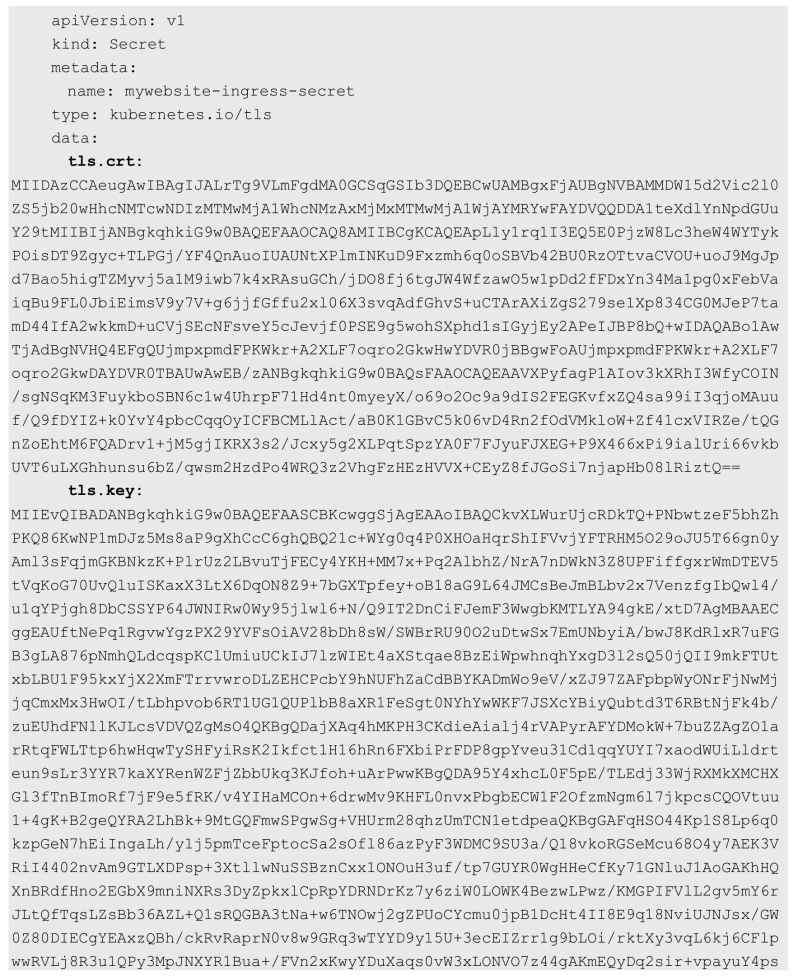 apiVersion: v1
kind: Secret
metadata:
name: mywebsite-ingress-secret
type: kubernetes.io/tls
data:
tls.crt:
MIIDAzCCAeugAwIBAgIJALrTg9VLmFgdMA0GCSqGSIb3DQEBCwUAMBgxFjAUBgNVBAMMDW15d2Vic2l0
ZS5jb20wHhcNMTcwNDIzMTMwMjA1WhcNMzAxMjMxMTMwMjA1WjAYMRYwFAYDVQQDDA1teXdlYnNpdGUu
Y29tMIIBIjANBgkqhkiG9w0BAQEFAAOCAQ8AMIIBCgKCAQEApLly1rq1I3EQ5E0PjzW8Lc3heW4WYTyk
POisDT9Zgyc+TLPGj/YF4QnAuoIUAUNtXPlmINKuD9Fxzmh6q0oSBVb42BU0RzOTtvaCVOU+uoJ9MgJp
d7Bao5higTZMyvj5a1M9iwb7k4xRAsuGCh/jDO8fj6tgJW4WfzawO5wlpDd2fFDxYn34Ma1pg0xFebVa
iqBu9FL0JbiEimsV9y7V+g6jjfGffu2xl06X3svqAdfGhvS+uCTArAXiZgS279se1Xp834CG0MJeP7ta
mD44IfA2wkkmD+uCVjSEcNFsveY5cJevjf0PSE9g5wohSXphd1sIGyjEy2APeIJBP8bQ+wIDAQABo1Aw
TjAdBgNVHQ4EFgQUjmpxpmdFPKWkr+A2XLF7oqro2GkwHwYDVR0jBBgwFoAUjmpxpmdFPKWkr+A2XLF7
oqro2GkwDAYDVR0TBAUwAwEB/zANBgkqhkiG9w0BAQsFAAOCAQEAAVXPyfagP1AIov3kXRhI3WfyCOIN
/sgNSqKM3FuykboSBN6c1w4UhrpF71Hd4nt0myeyX/o69o2Oc9a9dIS2FEGKvfxZQ4sa99iI3qjoMAuu
f/Q9fDYIZ+k0YvY4pbcCqqOyICFBCMLlAct/aB0K1GBvC5k06vD4Rn2fOdVMkloW+Zf41cxVIRZe/tQG
nZoEhtM6FQADrv1+jM5gjIKRX3s2/Jcxy5g2XLPqtSpzYA0F7FJyuFJXEG+P9X466xPi9ialUri66vkb
UVT6uLXGhhunsu6bZ/qwsm2HzdPo4WRQ3z2VhgFzHEzHVVX+CEyZ8fJGoSi7njapHb08lRiztQ==
tls.key:
MIIEvQIBADANBgkqhkiG9w0BAQEFAASCBKcwggSjAgEAAoIBAQCkvXLWurUjcRDkTQ+PNbwtzeF5bhZh
PKQ86KwNP1mDJz5Ms8aP9gXhCcC6ghQBQ21c+WYg0q4P0XHOaHqrShIFVvjYFTRHM5O29oJU5T66gn0y
Aml3sFqjmGKBNkzK+PlrUz2LBvuTjFECy4YKH+MM7x+Pq2AlbhZ/NrA7nDWkN3Z8UPFiffgxrWmDTEV5
tVqKoG70UvQluISKaxX3LtX6DqON8Z9+7bGXTpfey+oB18aG9L64JMCsBeJmBLbv2x7VenzfgIbQwl4/
u1qYPjgh8DbCSSYP64JWNIRw0Wy95jlwl6+N/Q9IT2DnCiFJemF3WwgbKMTLYA94gkE/xtD7AgMBAAEC
ggEAUftNePq1RgvwYgzPX29YVFsOiAV28bDh8sW/SWBrRU90O2uDtwSx7EmUNbyiA/bwJ8KdRlxR7uFG
B3gLA876pNmhQLdcqspKClUmiuUCkIJ7lzWIEt4aXStqae8BzEiWpwhnqhYxgD3l2sQ50jQII9mkFTUt
xbLBU1F95kxYjX2XmFTrrvwroDLZEHCPcbY9hNUFhZaCdBBYKADmWo9eV/xZJ97ZAFpbpWyONrFjNwMj
jqCmxMx3HwOI/tLbhpvob6RT1UG1QUPlbB8aXR1FeSgt0NYhYwWKF7JSXcYBiyQubtd3T6RBtNjFk4b/
zuEUhdFN1lKJLcsVDVQZgMsO4QKBgQDajXAq4hMKPH3CKdieAialj4rVAPyrAFYDMokW+7buZZAgZO1a
rRtqFWLTtp6hwHqwTySHFyiRsK2Ikfct1H16hRn6FXbiPrFDP8gpYveu31Cd1qqYUYI7xaodWUiLldrt
eun9sLr3YYR7kaXYRenWZFjZbbUkq3KJfoh+uArPwwKBgQDA95Y4xhcL0F5pE/TLEdj33WjRXMkXMCHX
Gl3fTnBImoRf7jF9e5fRK/v4YIHaMCOn+6drwMv9KHFL0nvxPbgbECW1F2OfzmNgm6l7jkpcsCQOVtuu
1+4gK+B2geQYRA2LhBk+9MtGQFmwSPgwSg+VHUrm28qhzUmTCN1etdpeaQKBgGAFqHSO44Kp1S8Lp6q0
kzpGeN7hEiIngaLh/y1j5pmTceFptocSa2sOfl86azPyF3WDMC9SU3a/Q18vkoRGSeMcu68O4y7AEK3V
RiI4402nvAm9GTLXDPsp+3XtllwNuSSBznCxx1ONOuH3uf/tp7GUYR0WgHHeCfKy71GNluJ1AoGAKhHQ
XnBRdfHno2EGbX9mniNXRs3DyZpkxlCpRpYDRNDrKz7y6ziW0LOWK4BezwLPwz/KMGPIFVlL2gv5mY6r
JLtQfTqsLZsBb36AZL+Q1sRQGBA3tNa+w6TNOwj2gZPUoCYcmu0jpB1DcHt4II8E9q18NviUJNJsx/GW
0Z80DIECgYEAxzQBh/ckRvRaprN0v8w9GRq3wTYYD9y15U+3ecEIZrr1g9bLOi/rktXy3vqL6kj6CFlp
wwRVLj8R3u1QPy3MpJNXYR1Bua+/FVn2xKwyYDuXaqs0vW3xLONVO7z44gAKmEQyDq2sir+vpayuY4ps